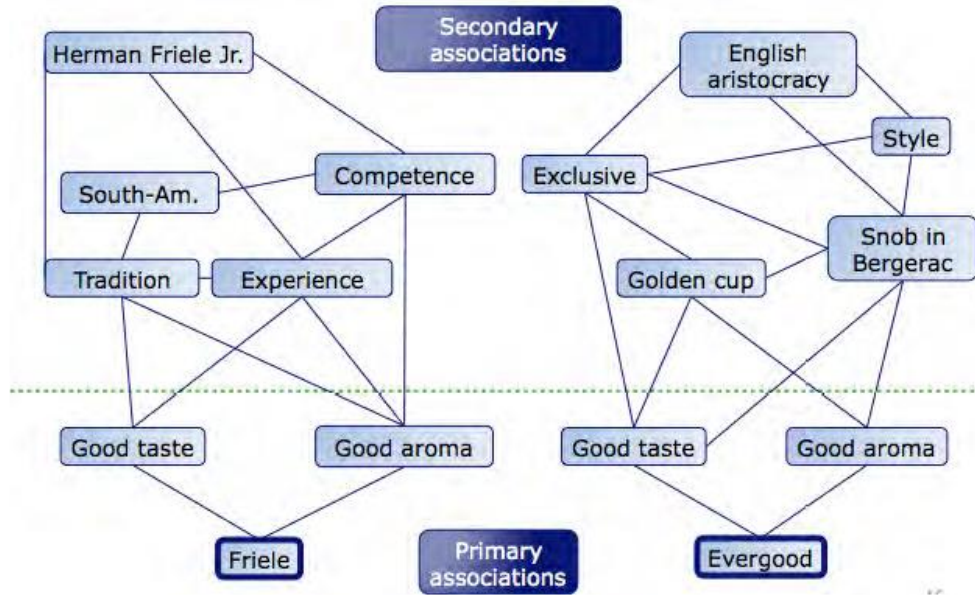 Secondary
associations
Herman Friele Jr.
English
aristocracy
Style
Competence
Exclusive
South-Am.
Snob in
Bergerac
Tradition
Experience
Golden cup
Good taste
Good aroma
Good taste
Good aroma
Friele
Primary
associations
Evergood